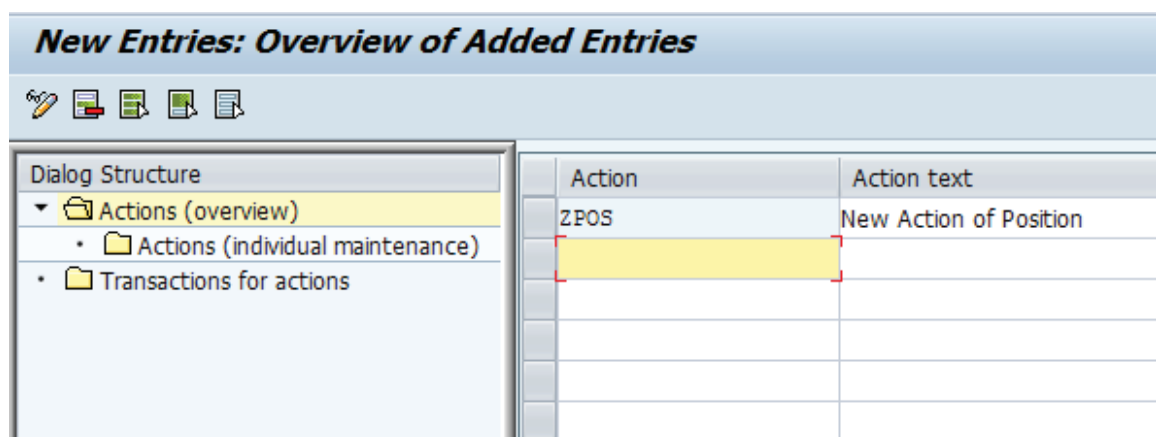 New Entries: Overview of Added Entries
Dialog Structure
Actions (overview)
Actions (individual maintenance)
Transactions for actions
Action Action text
ZPOS New Action of Position